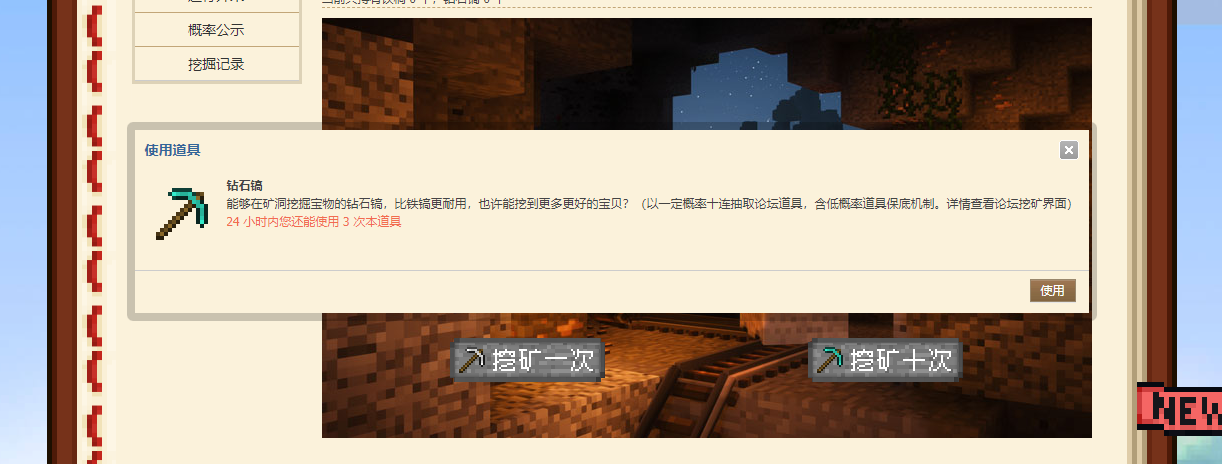 概率公示
挖掘记录
使用道具
钻石镐
能够在矿洞挖掘宝物的钻石镐，比铁镐更耐用，也许能挖到更多更好的宝贝？（以一定概率十连抽取论坛道具，含低概率道具保底机制。详情查看论坛挖矿界面）
24 小时内您还能使用 3 次本道具
使用
挖矿一次
挖矿十次
NEW